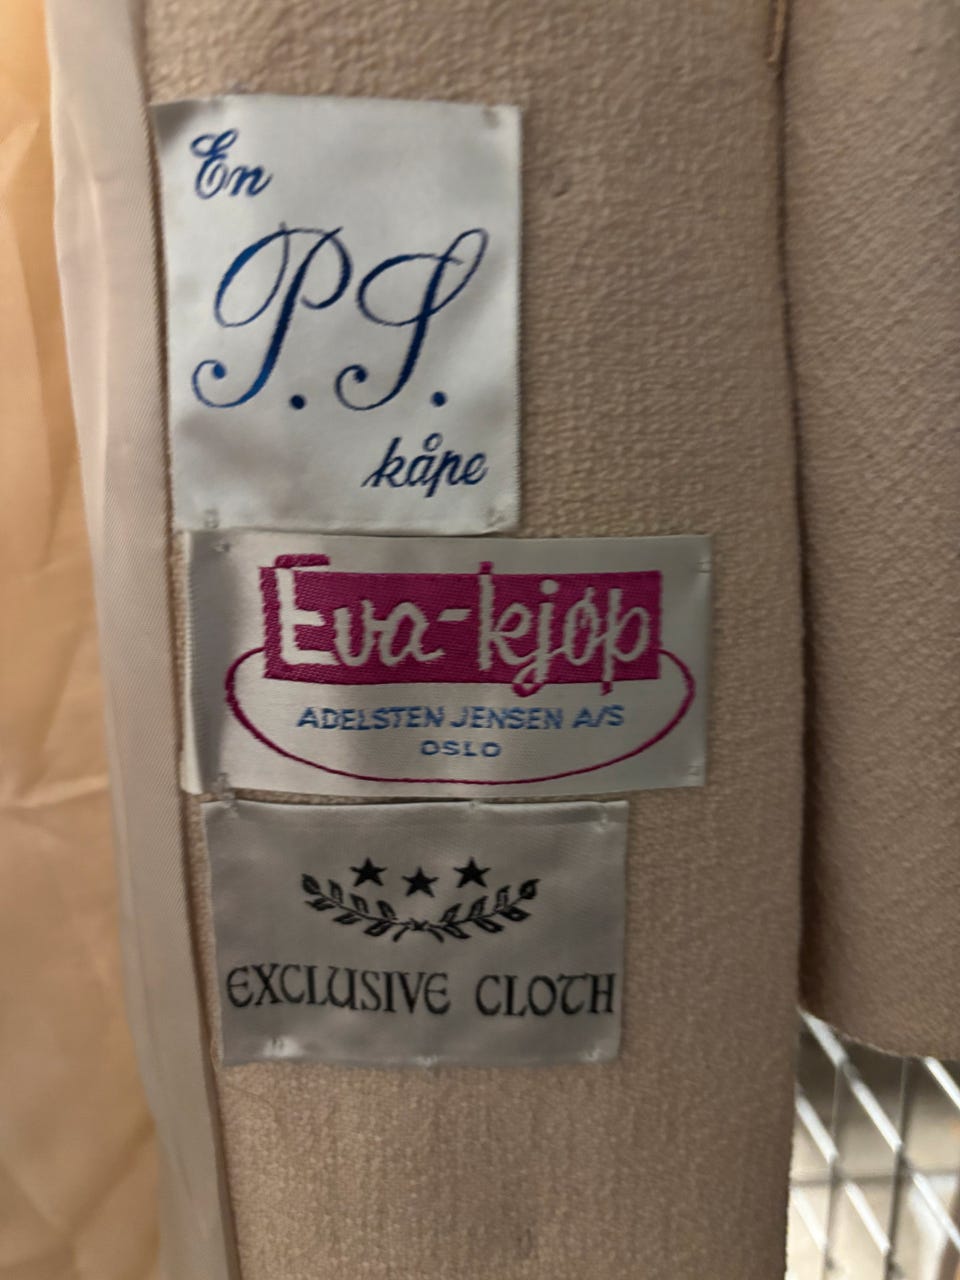 En
P.S.
kåpe
Eva-kjøp
ADELSTEN JENSEN A/S
OSLO
EXCLUSIVE CLOTH